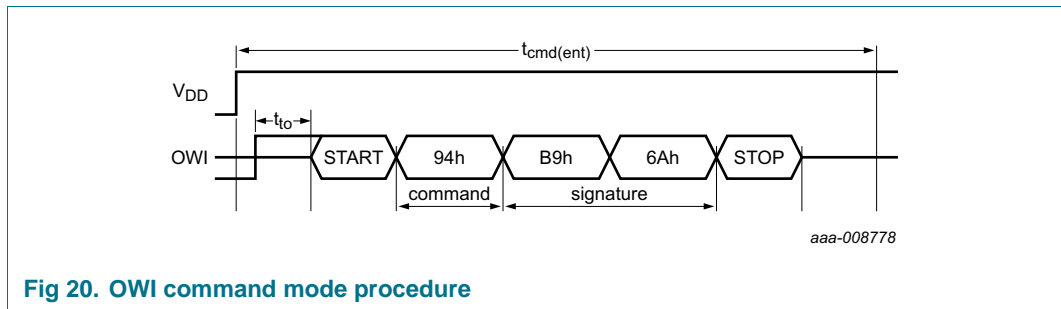 tcmd(ent)
VDD
tto
OWI
START
94h
B9h
6Ah
STOP
command
signature
aaa-008778
Fig 20. OWI command mode procedure